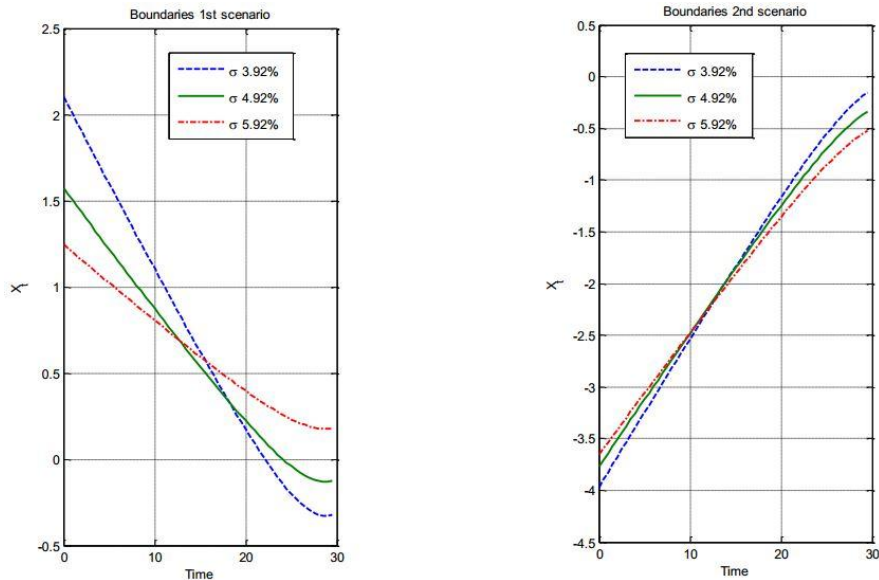 Boundaries 1st scenario
2.5
2
1.5
1
0.5
0
-0.5
0
10
20
30
X_t
Time
σ 3.92%
σ 4.92%
σ 5.92%
Boundaries 2nd scenario
0.5
0
-0.5
-1
-1.5
-2
-2.5
-3
-3.5
-4
-4.5
0
10
20
30
X_t
Time
σ 3.92%
σ 4.92%
σ 5.92%